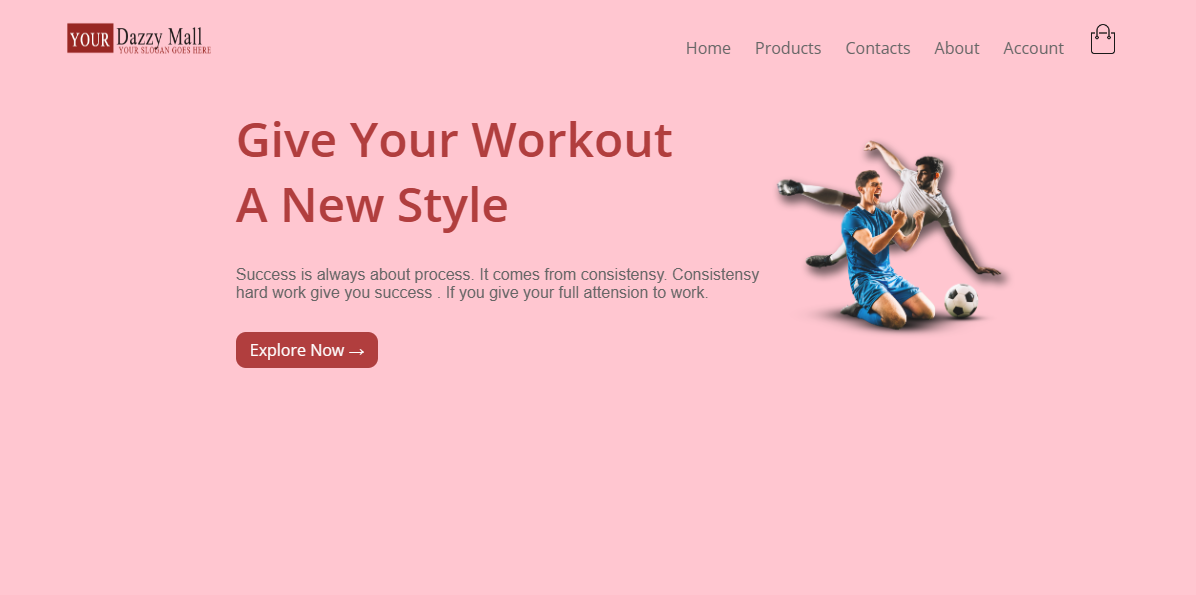 YOUR Dazzy Mall
YOUR SLOGAN GOES HERE
Home Products Contacts About Account
Give Your Workout
A New Style
Success is always about process. It comes from consistensy. Consistensy
hard work give you success . If you give your full attension to work.
Explore Now →